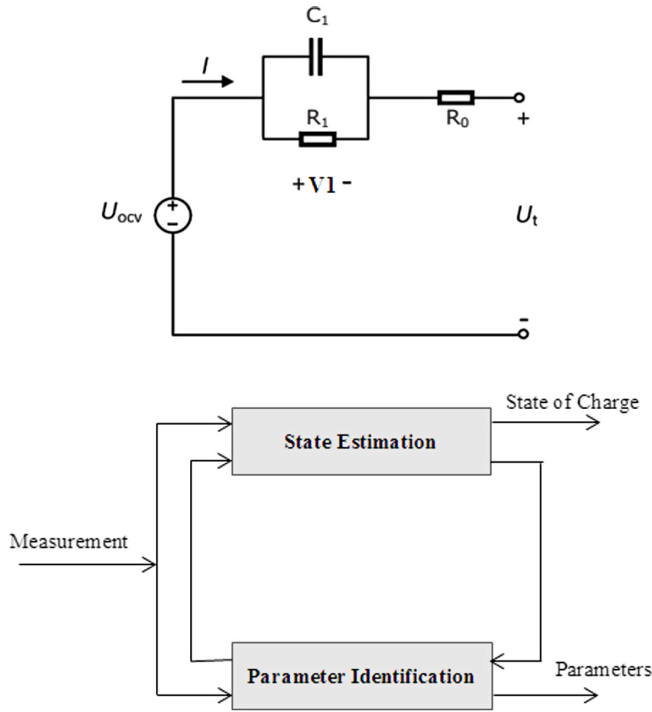 C₁
I
R₁
R₀
+
+ V1 -
Uocv
+
-
Ut
-
State of Charge
State Estimation
Measurement
Parameter Identification
Parameters